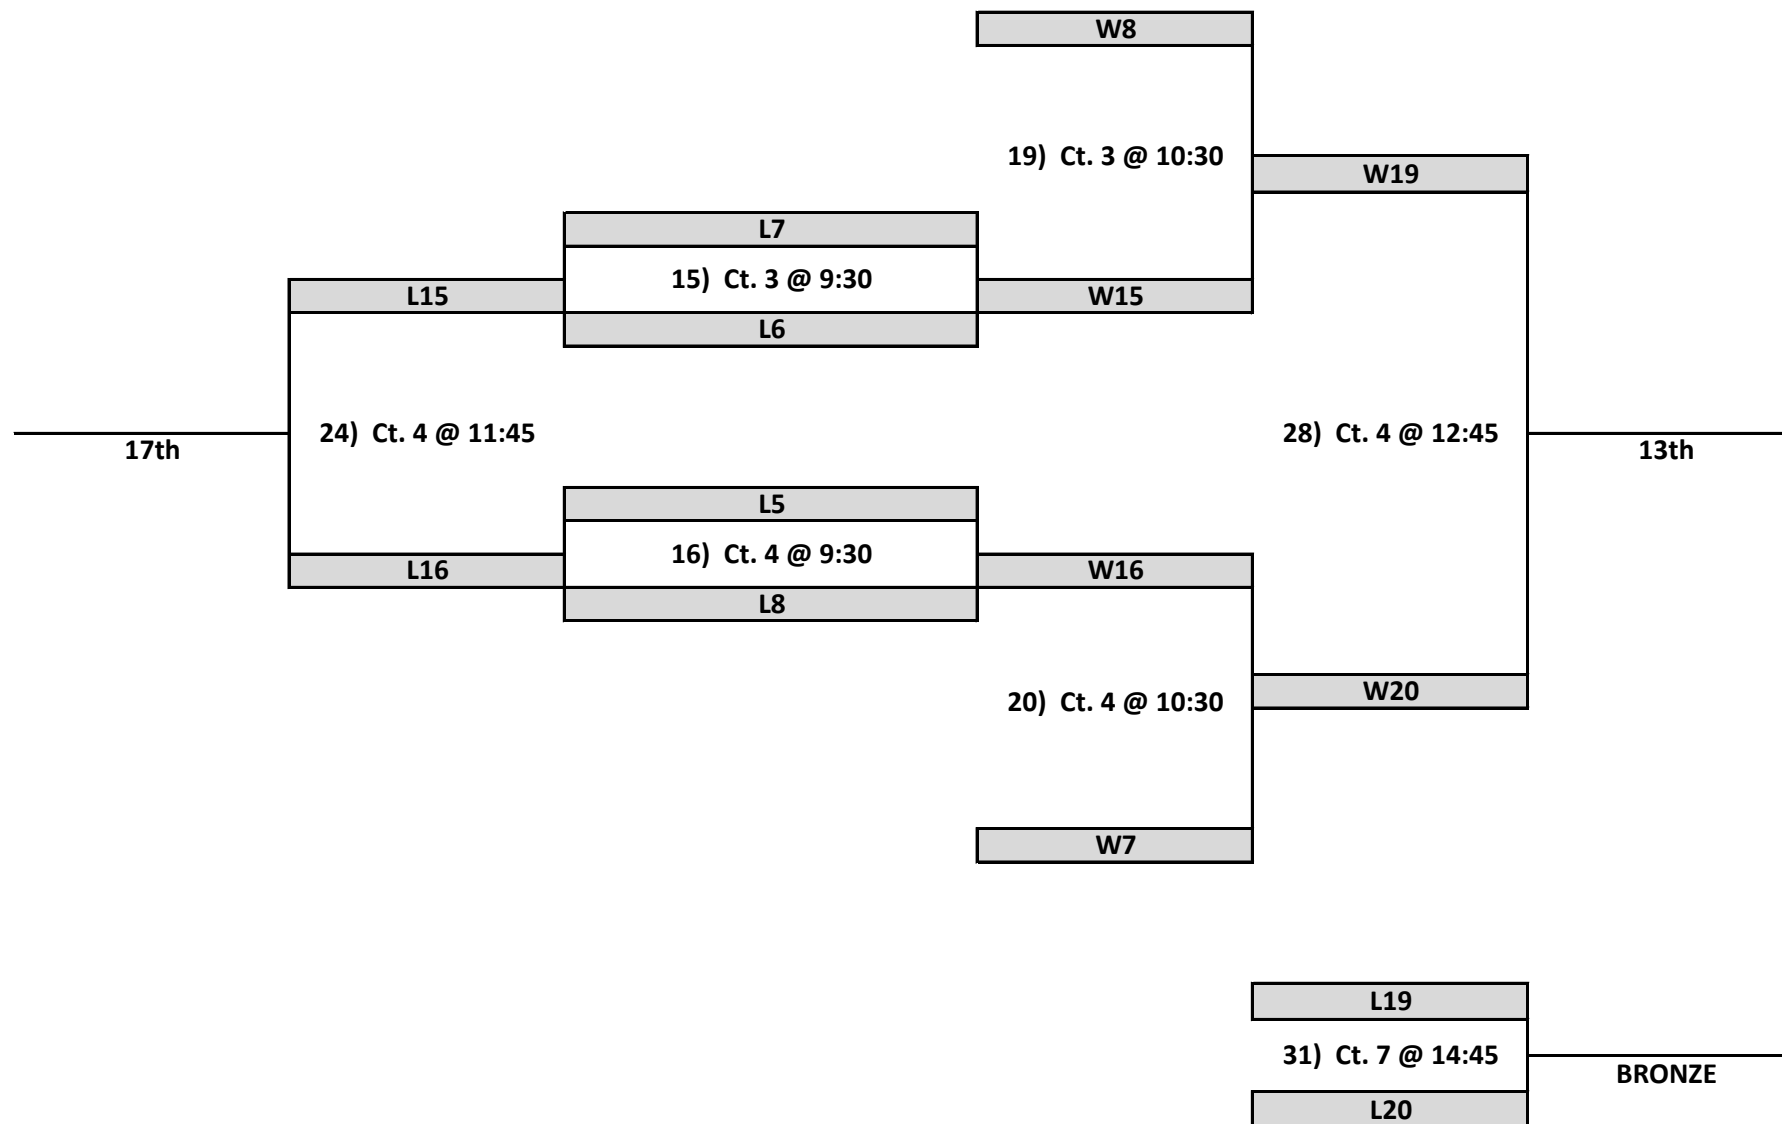 W8
19) Ct. 3 @ 10:30
W19
L7
15) Ct. 3 @ 9:30
L15
W15
L6
24) Ct. 4 @ 11:45
28) Ct. 4 @ 12:45
17th
13th
L5
16) Ct. 4 @ 9:30
L16
W16
L8
20) Ct. 4 @ 10:30
W20
W7
L19
31) Ct. 7 @ 14:45
BRONZE
L20